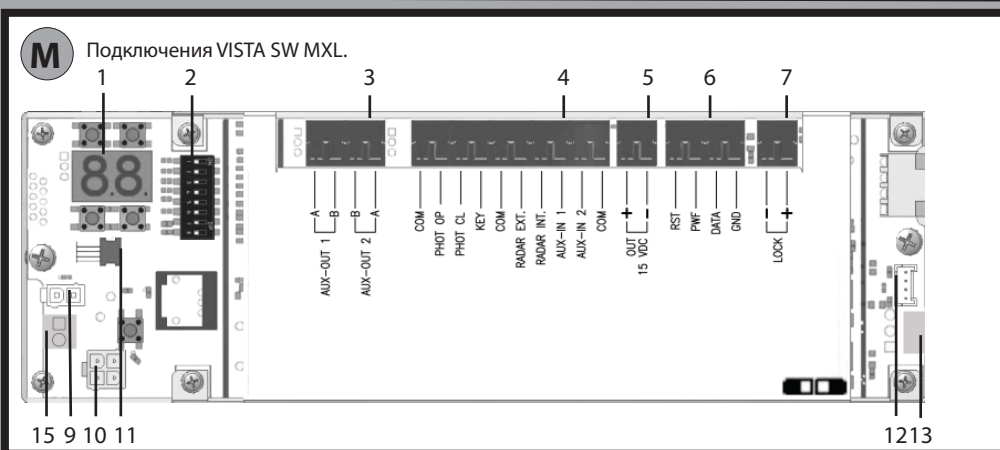 M
Подключения VISTA SW MXL.
1 2 3 4 5 6 7
88
A
B
B
A
AUX-OUT 1
AUX-OUT 2
COM
PHOT OP
PHOT CL
KEY
COM
RADAR EXT.
RADAR INT.
AUX-IN 1
AUX-IN 2
COM
+
-
OUT
15 VDC
RST
PWF
DATA
GND
-
+
LOCK
15 9 10 11 1213